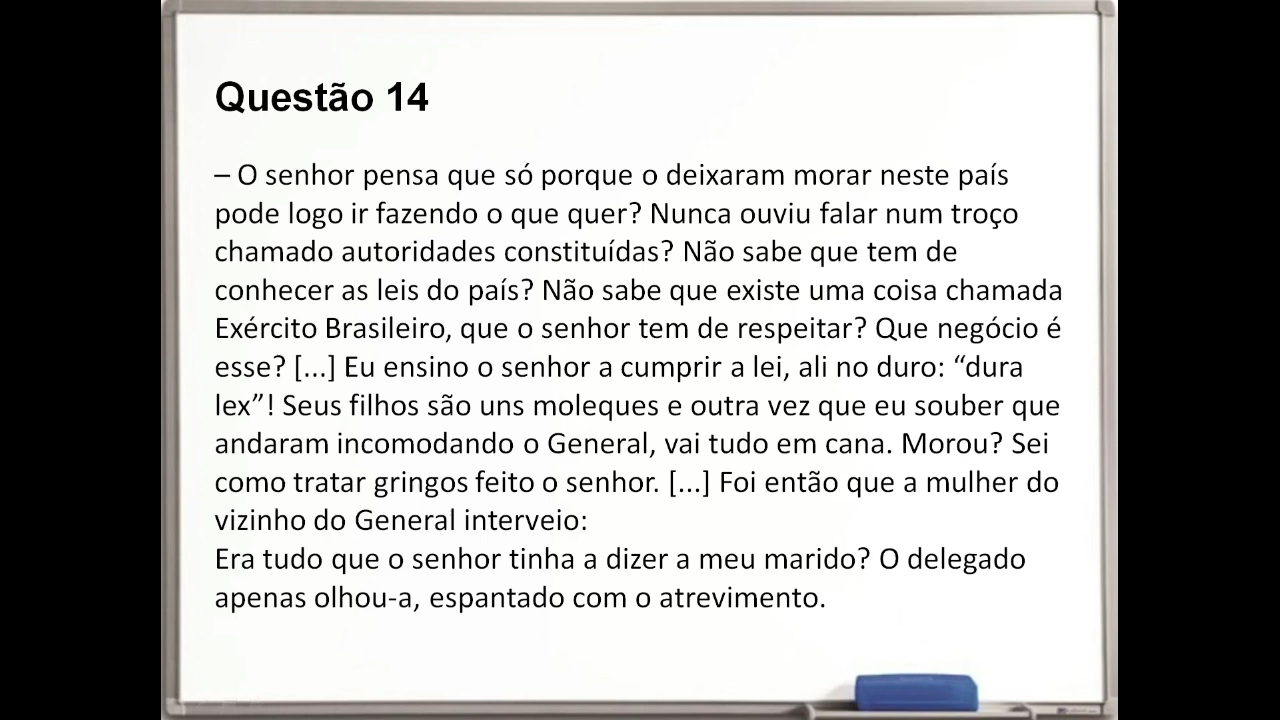 Questão 14
– O senhor pensa que só porque o deixaram morar neste país
pode logo ir fazendo o que quer? Nunca ouviu falar num troço
chamado autoridades constituídas? Não sabe que tem de
conhecer as leis do país? Não sabe que existe uma coisa chamada
Exército Brasileiro, que o senhor tem de respeitar? Que negócio é
esse? [...] Eu ensino o senhor a cumprir a lei, ali no duro: “dura
lex”! Seus filhos são uns moleques e outra vez que eu souber que
andaram incomodando o General, vai tudo em cana. Morou? Sei
como tratar gringos feito o senhor. [...] Foi então que a mulher do
vizinho do General interveio:
Era tudo que o senhor tinha a dizer a meu marido? O delegado
apenas olhou-a, espantado com o atrevimento.